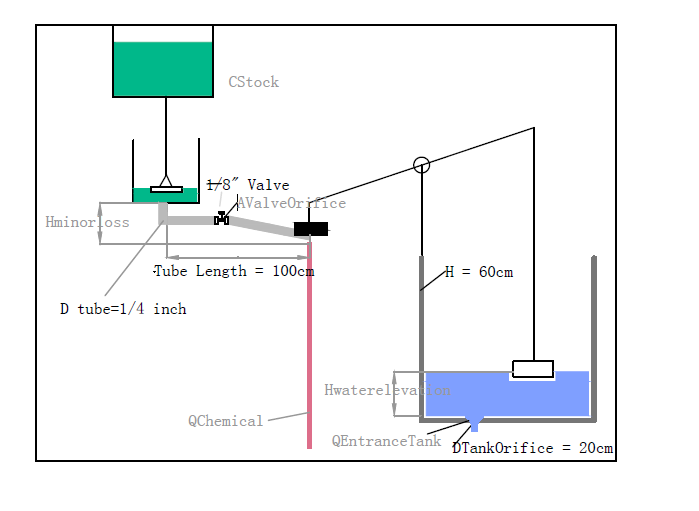 CStock
1/8" Valve
AValveOrifice
Hminorloss
Tube Length = 100cm
H = 60cm
D tube=1/4 inch
Hwaterelevation
QChemical
QEntranceTank
DTankOrifice = 20cm